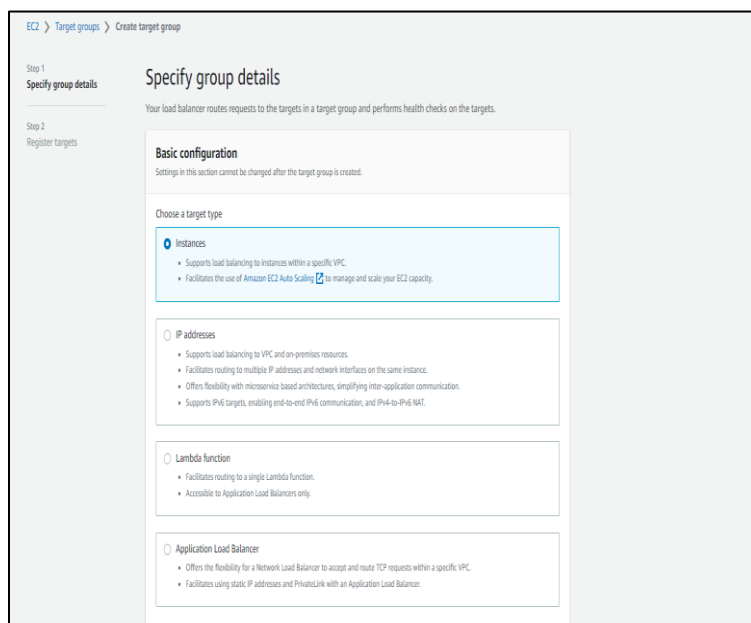 EC2 > Target groups > Create target group
Step 1
Specify group details
Step 2
Register targets
Specify group details
Your load balancer routes requests to the targets in a target group and performs health checks on the targets.
Basic configuration
Settings in this section cannot be changed after the target group is created.
Choose a target type
Instances
• Supports load balancing to instances within a specific VPC.
• Facilitates the use of Amazon EC2 Auto Scaling to manage and scale your EC2 capacity.
IP addresses
• Supports load balancing to VPC and on-premises resources.
• Facilitates routing to multiple IP addresses and network interfaces on the same instance.
• Offers flexibility with microservice based architectures, simplifying inter-application communication.
• Supports IPv6 targets, enabling end-to-end IPv6 communication, and IPv4-to-IPv6 NAT.
Lambda function
• Facilitates routing to a single Lambda function.
• Accessible to Application Load Balancers only.
Application Load Balancer
• Offers the flexibility for a Network Load Balancer to accept and route TCP requests within a specific VPC.
• Facilitates using static IP addresses and PrivateLink with an Application Load Balancer.